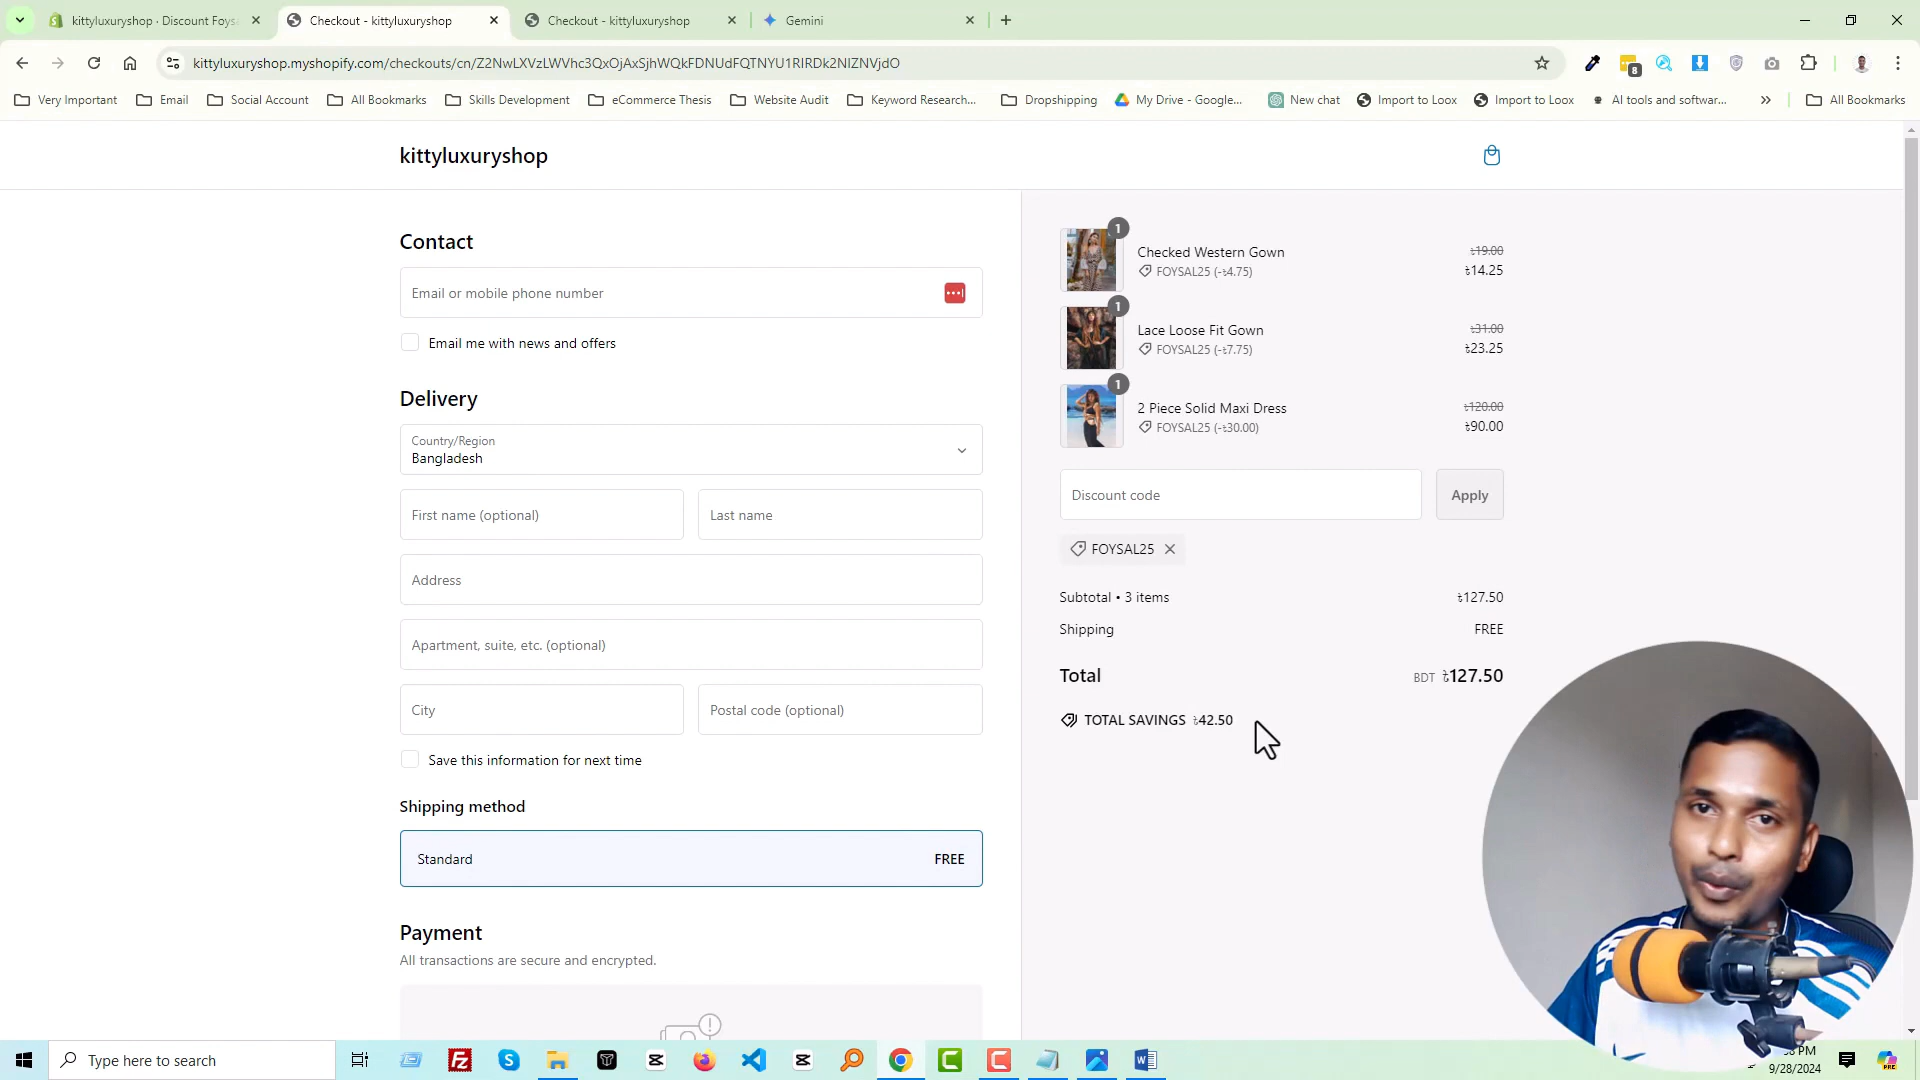 kittyluxuryshop · Discount Foys
Checkout - kittyluxuryshop
Checkout - kittyluxuryshop
Gemini
kittyluxuryshop.myshopify.com/checkouts/cn/Z2NwLXVzLWVhc3QxOjAxSjhWQkFDNUdFQTNYU1RIRDk2NlZNVjdO
8
Very Important
Email
Social Account
All Bookmarks
Skills Development
eCommerce Thesis
Website Audit
Keyword Research...
Dropshipping
My Drive - Google...
New chat
Import to Loox
Import to Loox
AI tools and softwar...
All Bookmarks
kittyluxuryshop
Contact
Email or mobile phone number
Email me with news and offers
Delivery
Country/Region
Bangladesh
First name (optional)
Last name
Address
Apartment, suite, etc. (optional)
City
Postal code (optional)
Save this information for next time
Shipping method
Standard
FREE
Payment
All transactions are secure and encrypted.
1
Checked Western Gown
৳19.00
FOYSAL25 (-৳4.75)
৳14.25
1
Lace Loose Fit Gown
৳31.00
FOYSAL25 (-৳7.75)
৳23.25
1
2 Piece Solid Maxi Dress
৳120.00
FOYSAL25 (-৳30.00)
৳90.00
Discount code
Apply
FOYSAL25
Subtotal • 3 items
৳127.50
Shipping
FREE
Total
BDT ৳127.50
TOTAL SAVINGS ৳42.50
Type here to search
PM
9/28/2024